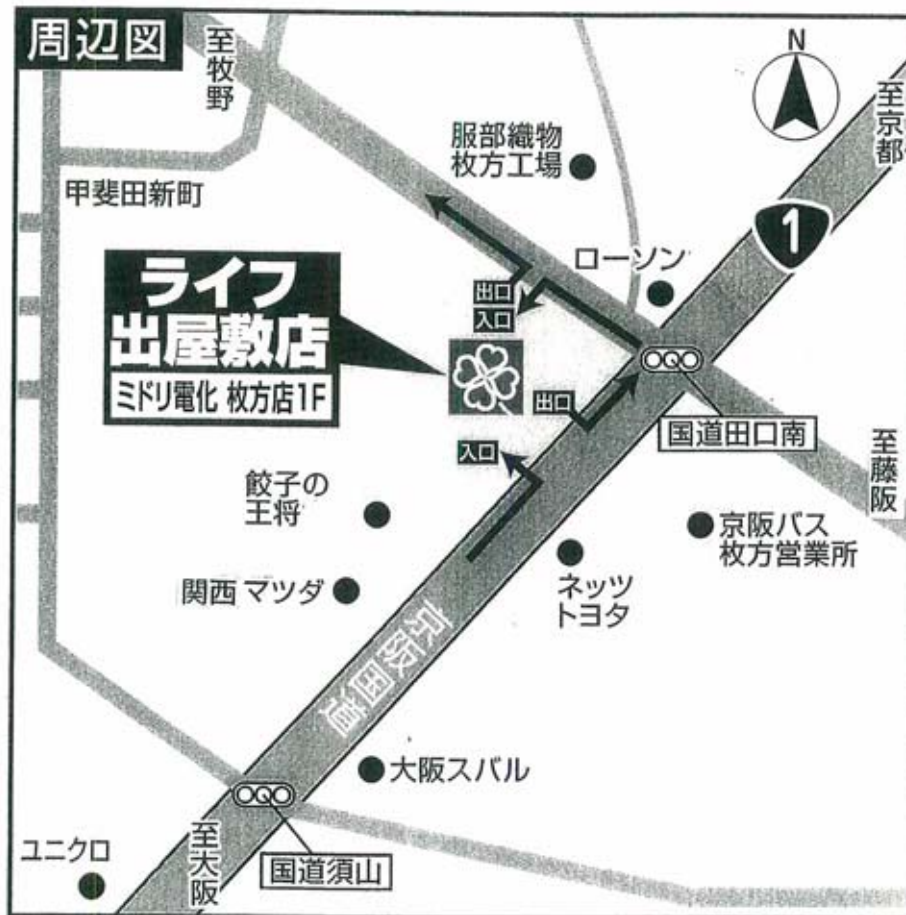 周辺図
至牧野
N
至京都
服部織物
枚方工場
甲斐田新町
1
ローソン
ライフ
出屋敷店
ミドリ電化 枚方店1F
出口
入口
出口
国道田口南
入口
至藤阪
餃子の
王将
京阪バス
枚方営業所
関西マツダ
ネッツ
トヨタ
京阪国道
大阪スバル
ユニクロ
至大阪
国道須山